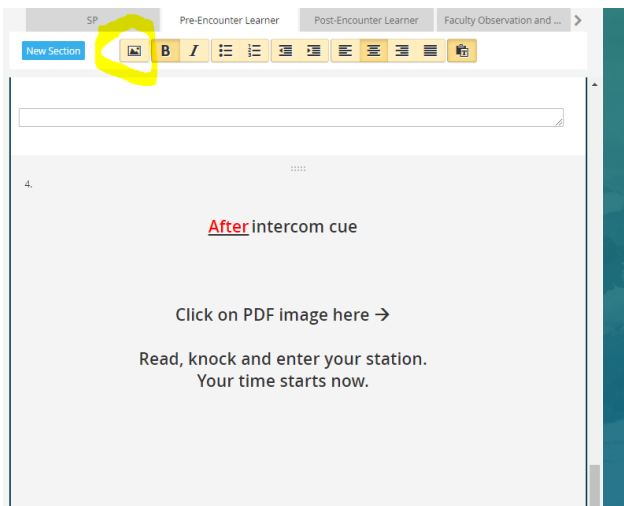 SP
Pre-Encounter Learner
Post-Encounter Learner
Faculty Observation and ...
New Section
B I
4.
After intercom cue
Click on PDF image here →
Read, knock and enter your station.
Your time starts now.